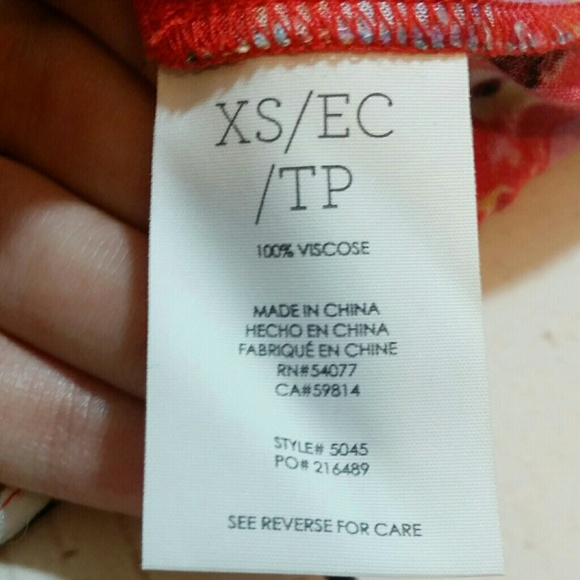 XS/EC
/TP
100% VISCOSE
MADE IN CHINA
HECHO EN CHINA
FABRIQUÉ EN CHINE
RN#54077
CA#59814
STYLE# 5045
PO# 216489
SEE REVERSE FOR CARE